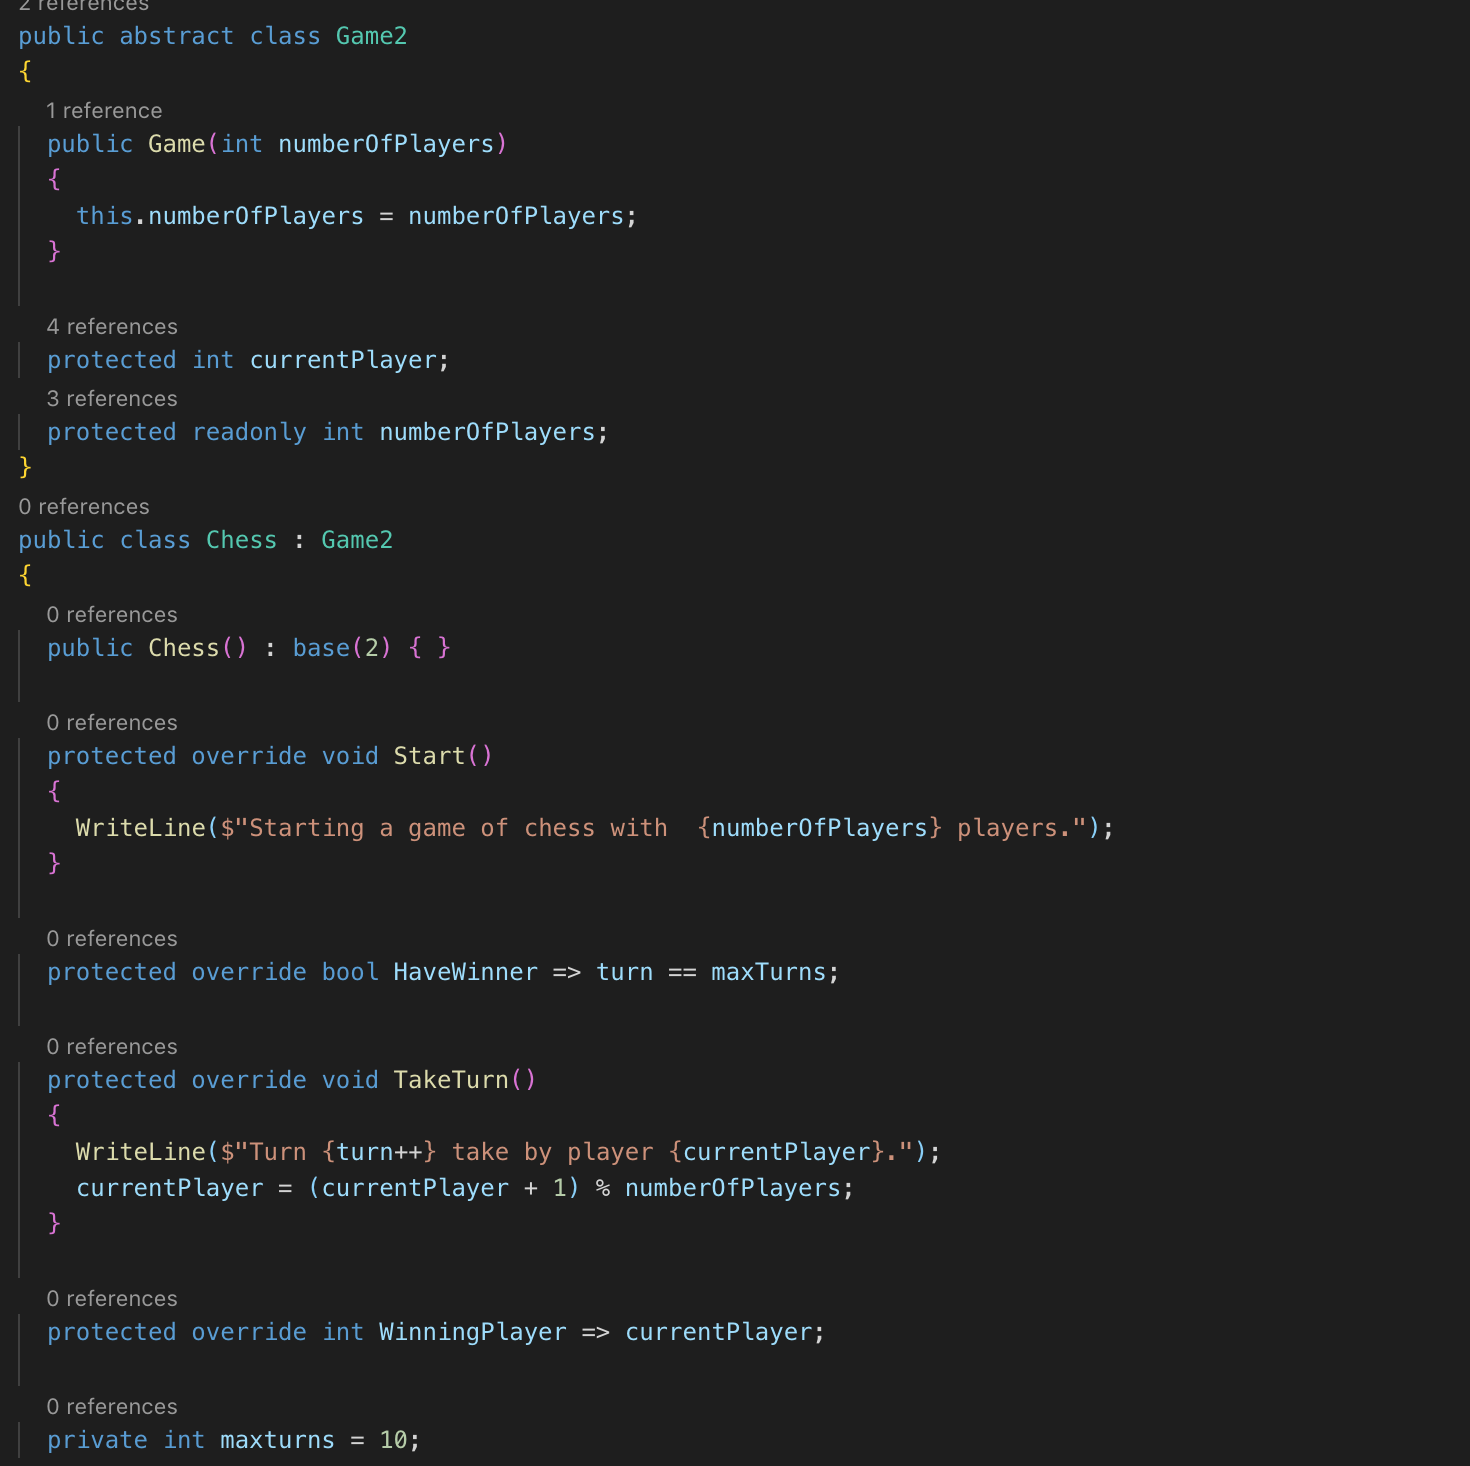 2 references
public abstract class Game2
{
1 reference
public Game(int numberOfPlayers)
{
this.numberOfPlayers = numberOfPlayers;
}
4 references
protected int currentPlayer;
3 references
protected readonly int numberOfPlayers;
}
0 references
public class Chess : Game2
{
0 references
public Chess() : base(2) { }
0 references
protected override void Start()
{
WriteLine($"Starting a game of chess with  {numberOfPlayers} players.");
}
0 references
protected override bool HaveWinner => turn == maxTurns;
0 references
protected override void TakeTurn()
{
WriteLine($"Turn {turn++} take by player {currentPlayer}.");
currentPlayer = (currentPlayer + 1) % numberOfPlayers;
}
0 references
protected override int WinningPlayer => currentPlayer;
0 references
private int maxturns = 10;